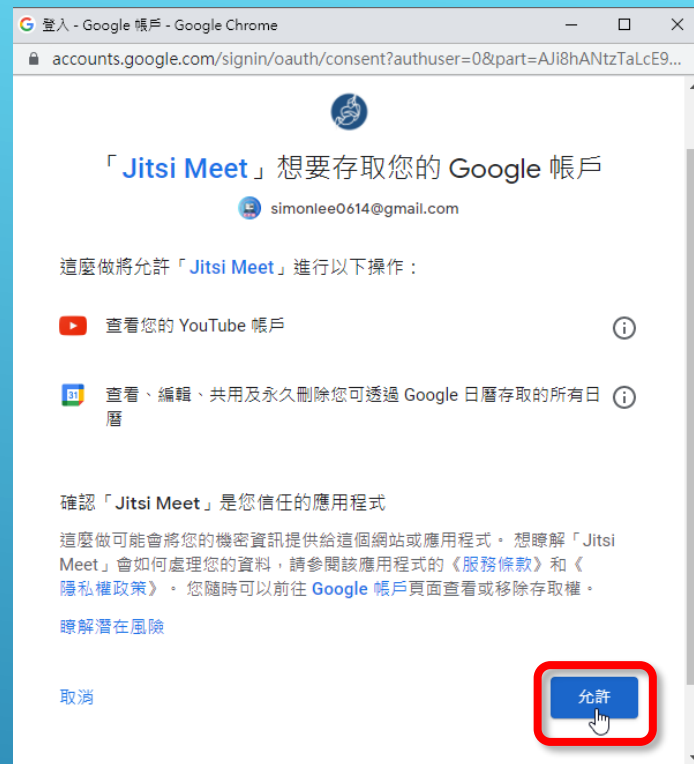 登入 - Google 帳戶 - Google Chrome
accounts.google.com/signin/oauth/consent?authuser=0&part=AJi8hANtzTaLcE9...
「Jitsi Meet」想要存取您的 Google 帳戶
simonlee0614@gmail.com
這麼做將允許「Jitsi Meet」進行以下操作：
查看您的 YouTube 帳戶
31
查看、編輯、共用及永久刪除您可透過 Google 日曆存取的所有日
曆
確認「Jitsi Meet」是您信任的應用程式
這麼做可能會將您的機密資訊提供給這個網站或應用程式。 想瞭解「Jitsi
Meet」會如何處理您的資料，請參閱該應用程式的《服務條款》和《
隱私權政策》。 您隨時可以前往 Google 帳戶頁面查看或移除存取權。
瞭解潛在風險
取消
允許